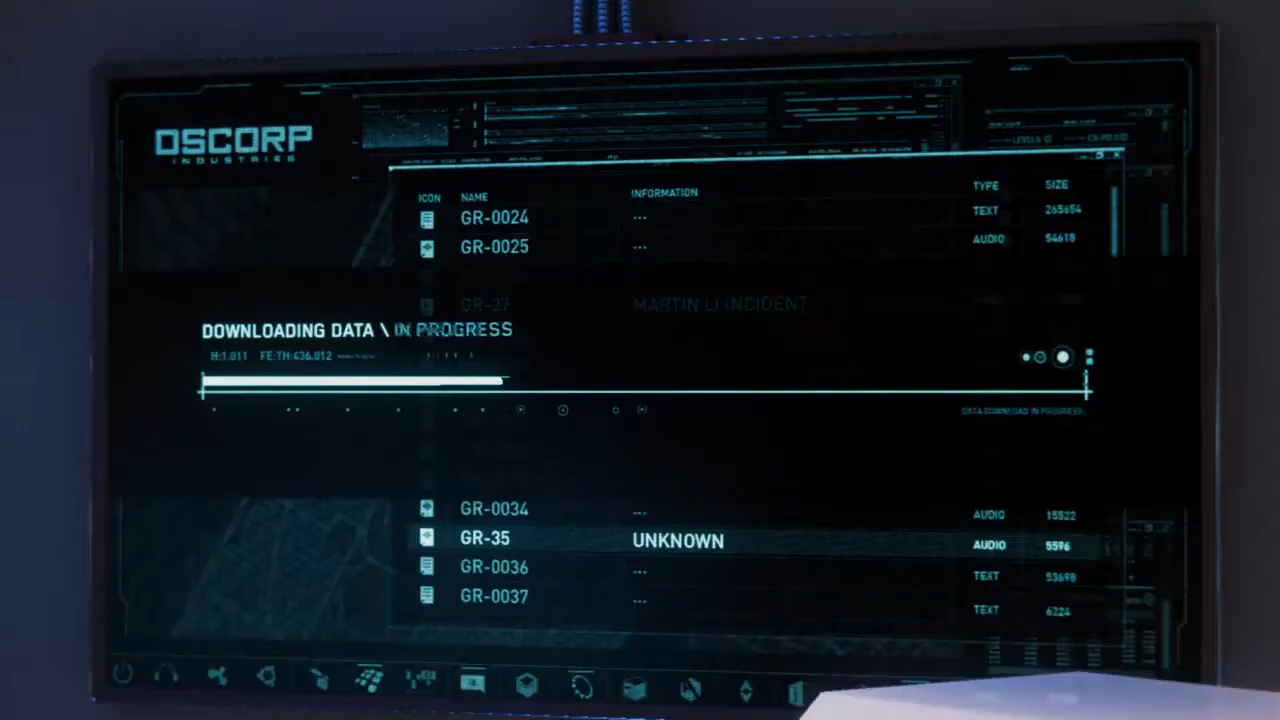 OSCORP
INDUSTRIES
ICON NAME INFORMATION TYPE SIZE
GR-0024 --- TEXT 265654
GR-0025 --- AUDIO 54618
GR-27 MARTIN LI INCIDENT
DOWNLOADING DATA \ IN PROGRESS
H:1.011 FE:TH:436.012
DATA DOWNLOAD IN PROGRESS
GR-0034 --- AUDIO 15522
GR-35 UNKNOWN AUDIO 5596
GR-0036 --- TEXT 53698
GR-0037 --- TEXT 6224